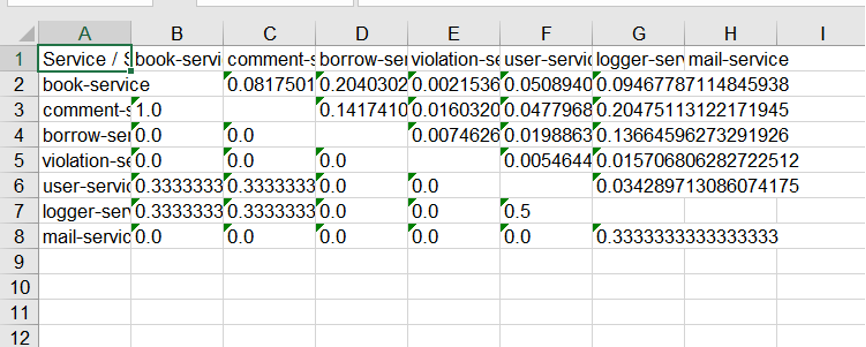 A B C D E F G H I
1 Service / S book-servi comment-s borrow-ser violation-se user-servic logger-serv mail-service
2 book-service 0.0817501 0.2040302 0.0021536 0.0508940 0.09467787114845938
3 comment-s 1.0 0.1417410 0.0160320 0.0477968 0.20475113122171945
4 borrow-ser 0.0 0.0 0.0074626 0.0198863 0.13664596273291926
5 violation-se 0.0 0.0 0.0 0.0054644 0.015706806282722512
6 user-servic 0.3333333 0.3333333 0.0 0.0 0.034289713086074175
7 logger-serv 0.3333333 0.3333333 0.0 0.0 0.5
8 mail-servic 0.0 0.0 0.0 0.0 0.0 0.3333333333333333
9
10
11
12